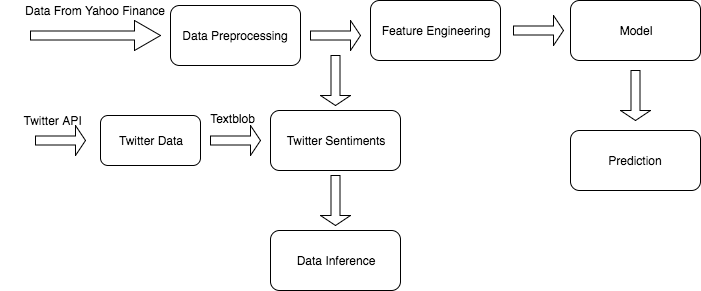 Data From Yahoo Finance
Data Preprocessing
Feature Engineering
Model
Twitter API
Twitter Data
Textblob
Twitter Sentiments
Prediction
Data Inference